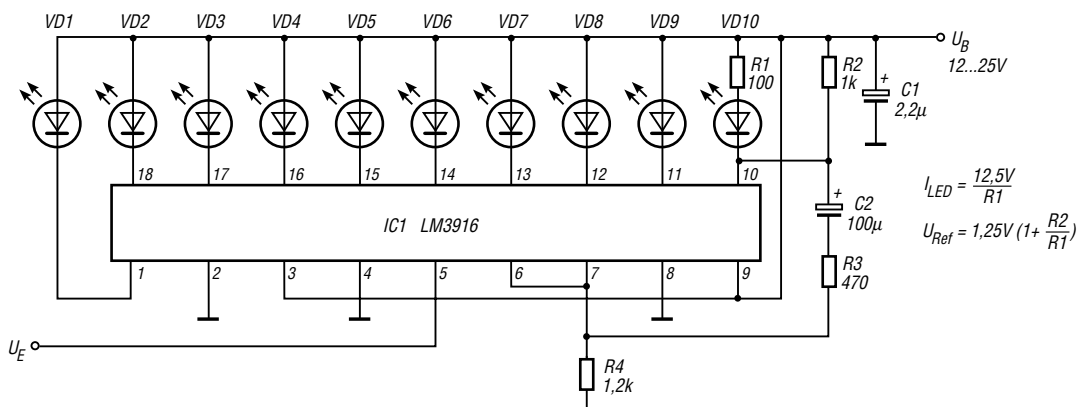 VD1 VD2 VD3 VD4 VD5 VD6 VD7 VD8 VD9 VD10
U_B
12...25V
R1
100
R2
1k
+
C1
2,2µ
18 17 16 15 14 13 12 11 10
IC1 LM3916
+
C2
100µ
I_LED = 12,5V / R1
U_Ref = 1,25V (1+ R2 / R1)
1 2 3 4 5 6 7 8 9
R3
470
U_E
R4
1,2k